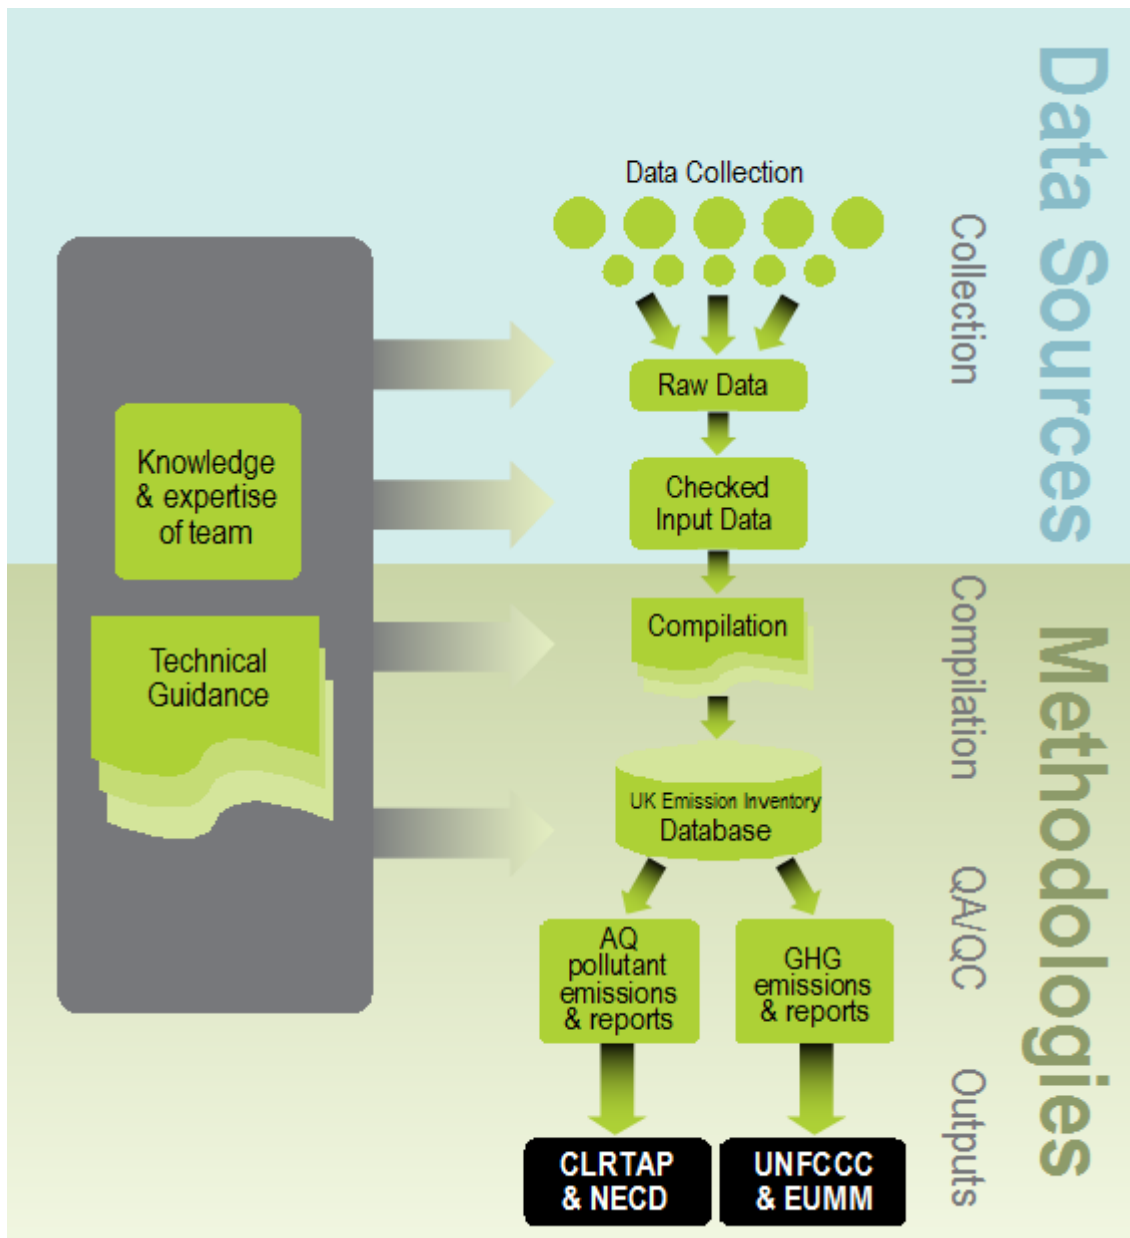 Data Sources
Data Collection
Collection
Raw Data
Knowledge
& expertise
of team
Checked
Input Data
Compilation
Methodologies
Compilation
Technical
Guidance
UK Emission Inventory
Database
QA/QC
AQ
pollutant
emissions
& reports
GHG
emissions
& reports
Outputs
CLRTAP
& NECD
UNFCCC
& EUMM